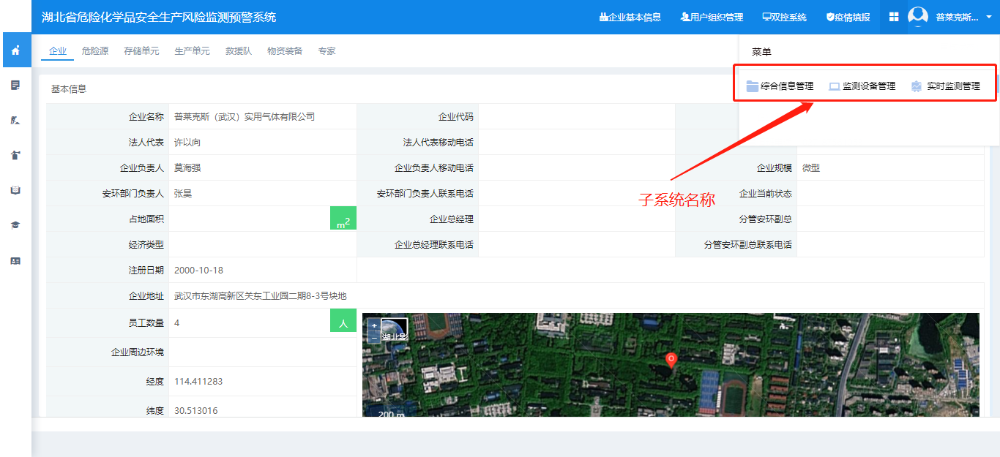 湖北省危险化学品安全生产风险监测预警系统
企业基本信息 用户组织管理 双控系统 疫情填报 普莱克斯...
企业 危险源 存储单元 生产单元 救援队 物资装备 专家
菜单
综合信息管理 监测设备管理 实时监测管理
基本信息
企业名称 普莱克斯（武汉）实用气体有限公司 企业代码
法人代表 许以向 法人代表移动电话
企业负责人 莫海强 企业负责人移动电话 企业规模 微型
安环部门负责人 张昊 安环部门负责人联系电话 企业当前状态
子系统名称
占地面积 m2 企业总经理 分管安环副总
经济类型 企业总经理联系电话 分管安环副总联系电话
注册日期 2000-10-18
企业地址 武汉市东湖高新区关东工业园二期8-3号块地
员工数量 4 人
+
− 湖北影
企业周边环境
经度 114.411283
纬度 30.513016
200 m